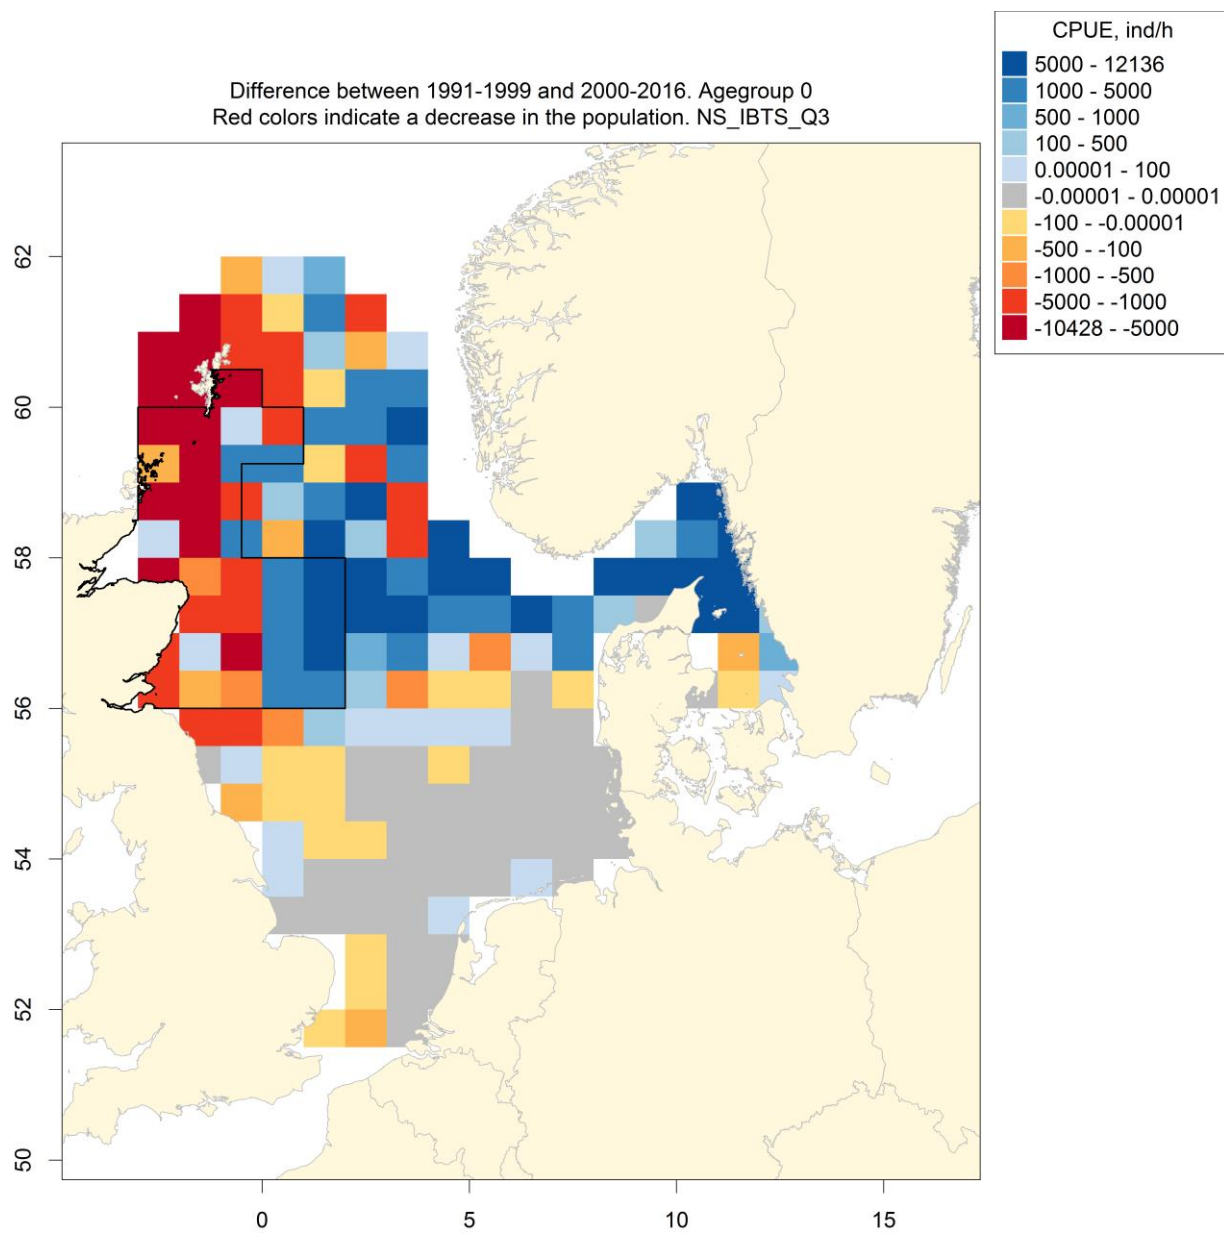 CPUE, ind/h
5000 - 12136
1000 - 5000
500 - 1000
100 - 500
0.00001 - 100
-0.00001 - 0.00001
-100 - -0.00001
-500 - -100
-1000 - -500
-5000 - -1000
-10428 - -5000
Difference between 1991-1999 and 2000-2016. Agegroup 0
Red colors indicate a decrease in the population. NS_IBTS_Q3
62
60
58
56
54
52
50
0 5 10 15